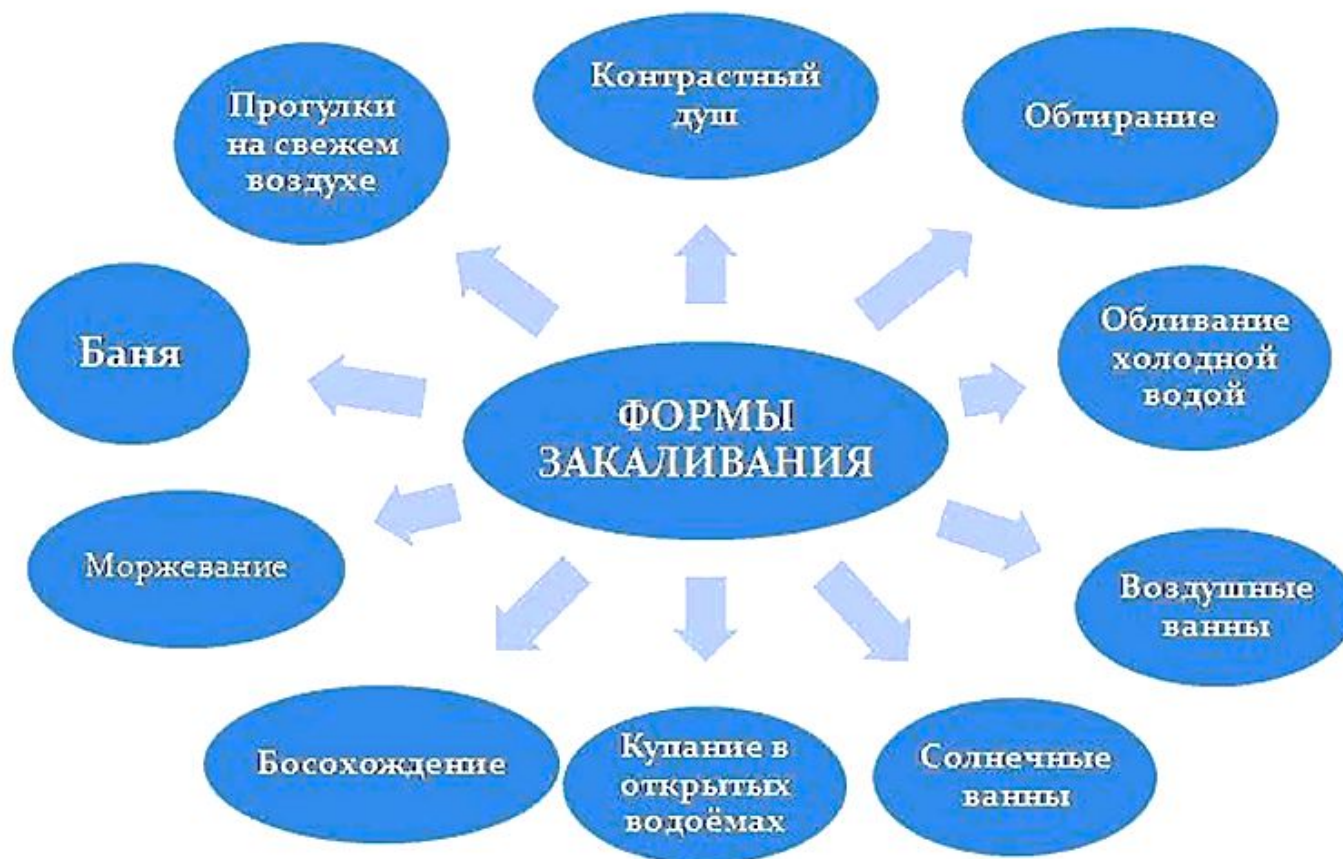 Контрастный
душ
Прогулки
на свежем
воздухе
Обтирание
Баня
Обливание
холодной
водой
ФОРМЫ
ЗАКАЛИВАНИЯ
Моржевание
Воздушные
ванны
Босохождение
Купание в
открытых
водоёмах
Солнечные
ванны